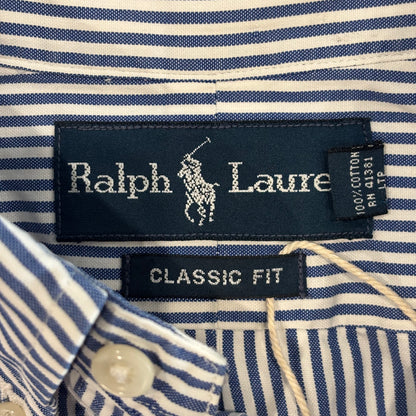 Ralph Laure
100% COTTON
RN 41381
LTP
CLASSIC FIT